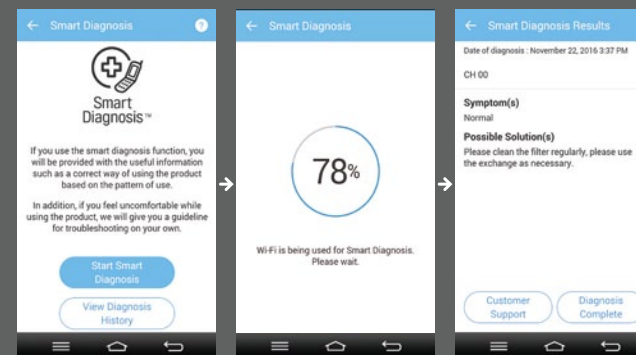 Smart Diagnosis
?
Smart
Diagnosis™
If you use the smart diagnosis function, you
will be provided with the useful information
such as a correct way of using the product
based on the pattern of use.
In addition, if you feel uncomfortable while
using the product, we will give you a guideline
for troubleshooting on your own.
Start Smart
Diagnosis
View Diagnosis
History
Smart Diagnosis
78%
Wi-Fi is being used for Smart Diagnosis.
Please wait.
Smart Diagnosis Results
Date of diagnosis : November 22, 2016 3:37 PM
CH 00
Symptom(s)
Normal
Possible Solution(s)
Please clean the filter regularly, please use
the exchange as necessary.
Customer
Support
Diagnosis
Complete